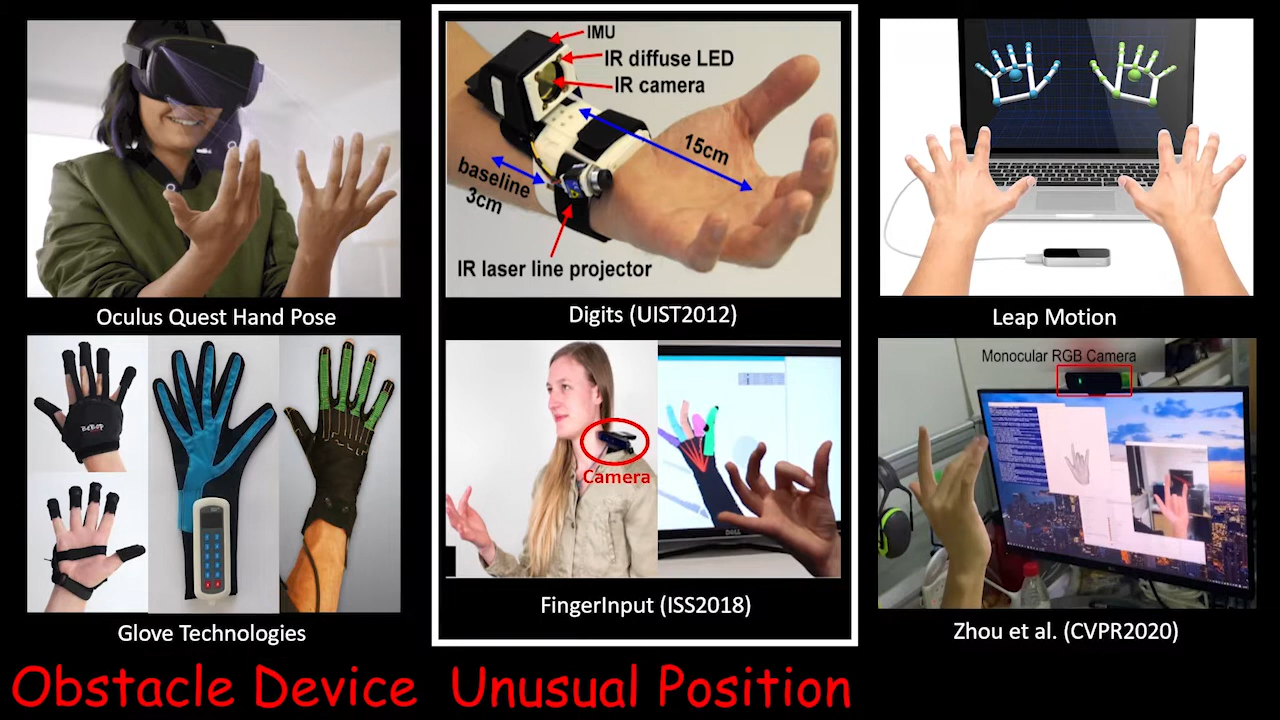 IMU
IR diffuse LED
IR camera
15cm
baseline
3cm
IR laser line projector
Oculus Quest Hand Pose
Digits (UIST2012)
Leap Motion
Monocular RGB Camera
Camera
DELL
Glove Technologies
FingerInput (ISS2018)
Zhou et al. (CVPR2020)
Obstacle Device
Unusual Position